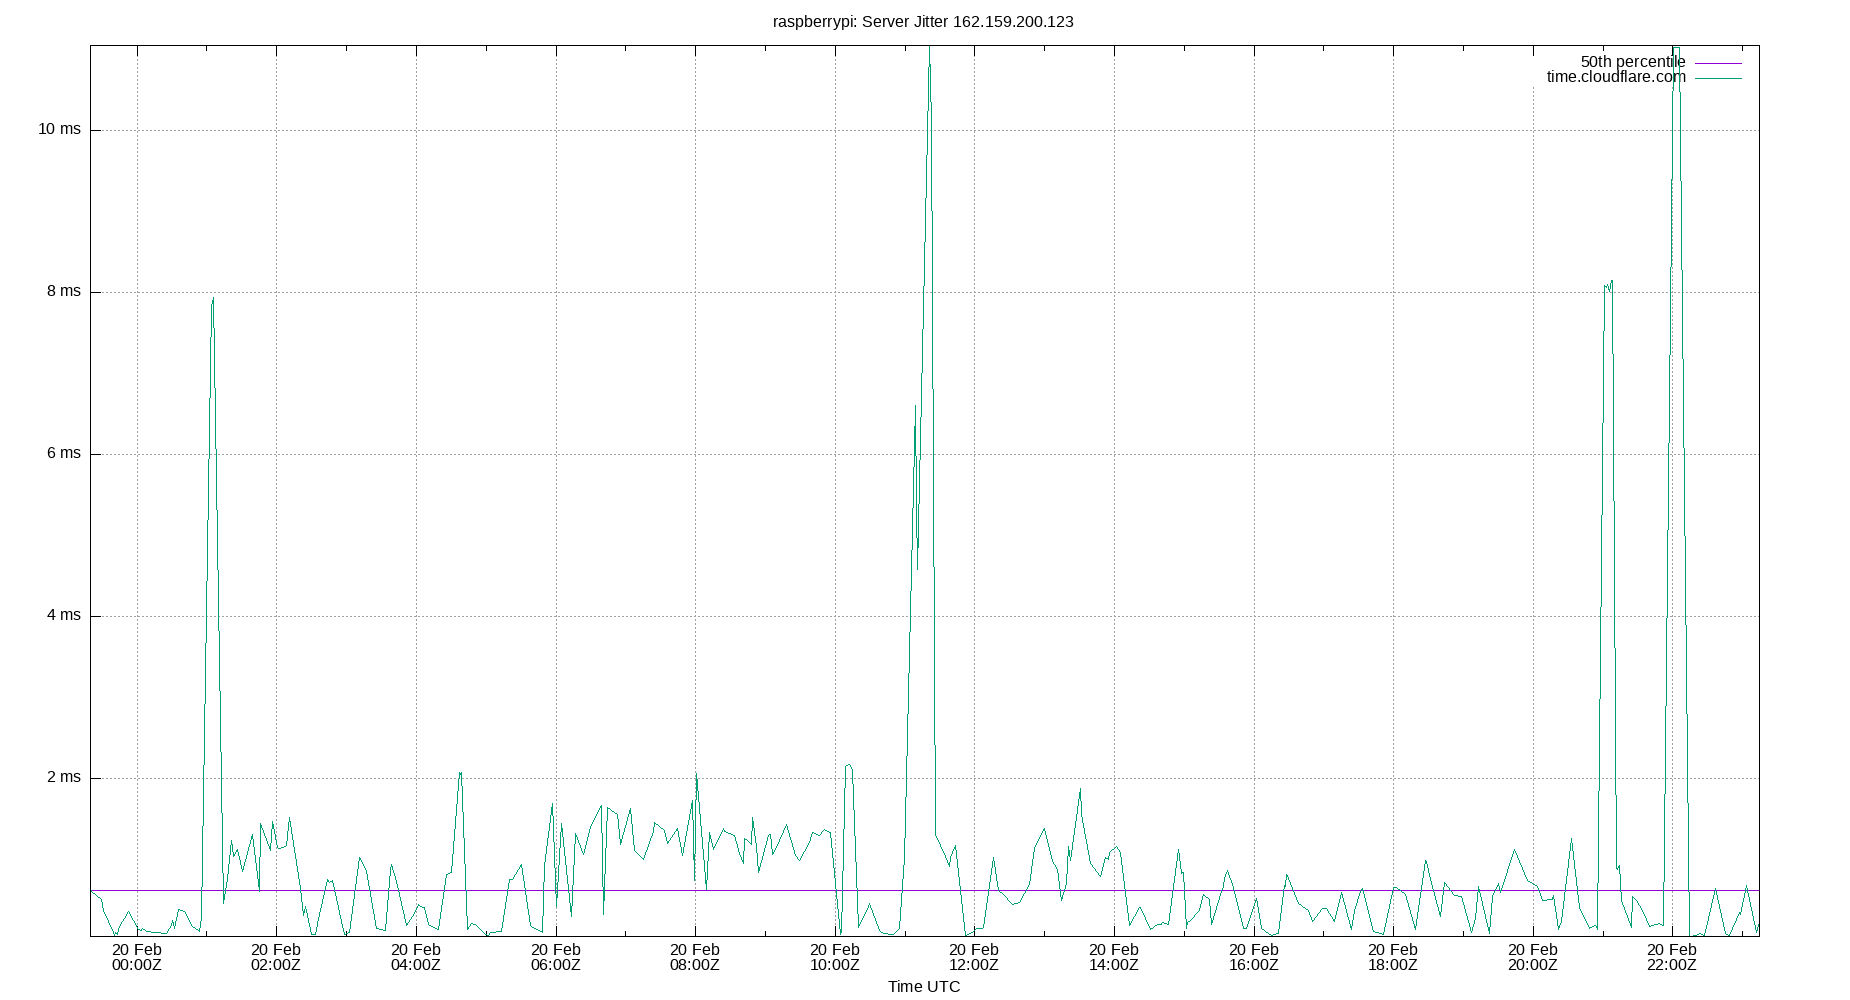 raspberrypi: Server Jitter 162.159.200.123
50th percentile
time.cloudflare.com
10 ms
8 ms
6 ms
4 ms
2 ms
20 Feb 20 Feb 20 Feb 20 Feb 20 Feb 20 Feb 20 Feb 20 Feb 20 Feb 20 Feb 20 Feb 20 Feb
00:00Z 02:00Z 04:00Z 06:00Z 08:00Z 10:00Z 12:00Z 14:00Z 16:00Z 18:00Z 20:00Z 22:00Z
Time UTC